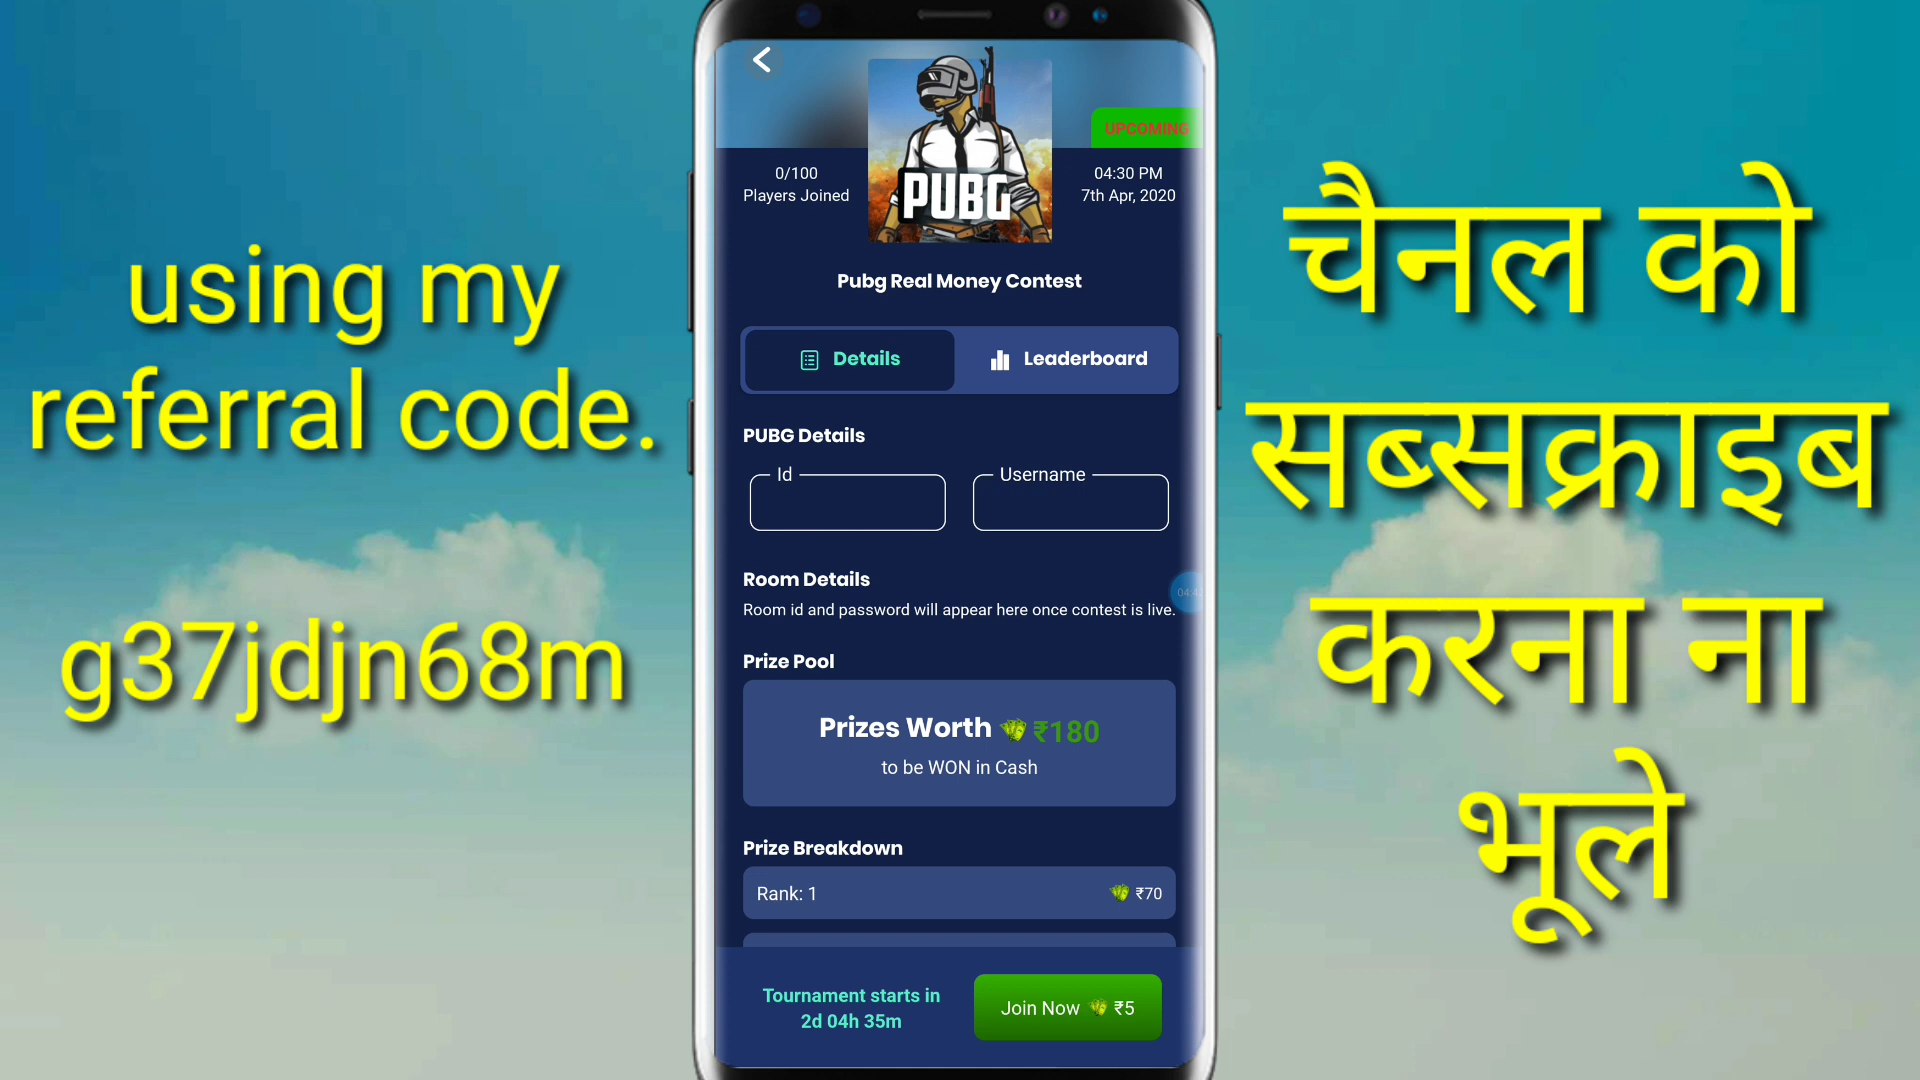 using my
referral code.
g37jdjn68m
UPCOMING
0/100
Players Joined
PUBG
04:30 PM
7th Apr, 2020
Pubg Real Money Contest
Details
Leaderboard
PUBG Details
Id
Username
Room Details
Room id and password will appear here once contest is live.
Prize Pool
Prizes Worth ₹180
to be WON in Cash
Prize Breakdown
Rank: 1 ₹70
Tournament starts in
2d 04h 35m
Join Now ₹5
चैनल को
सब्सक्राइब
करना ना
भूले